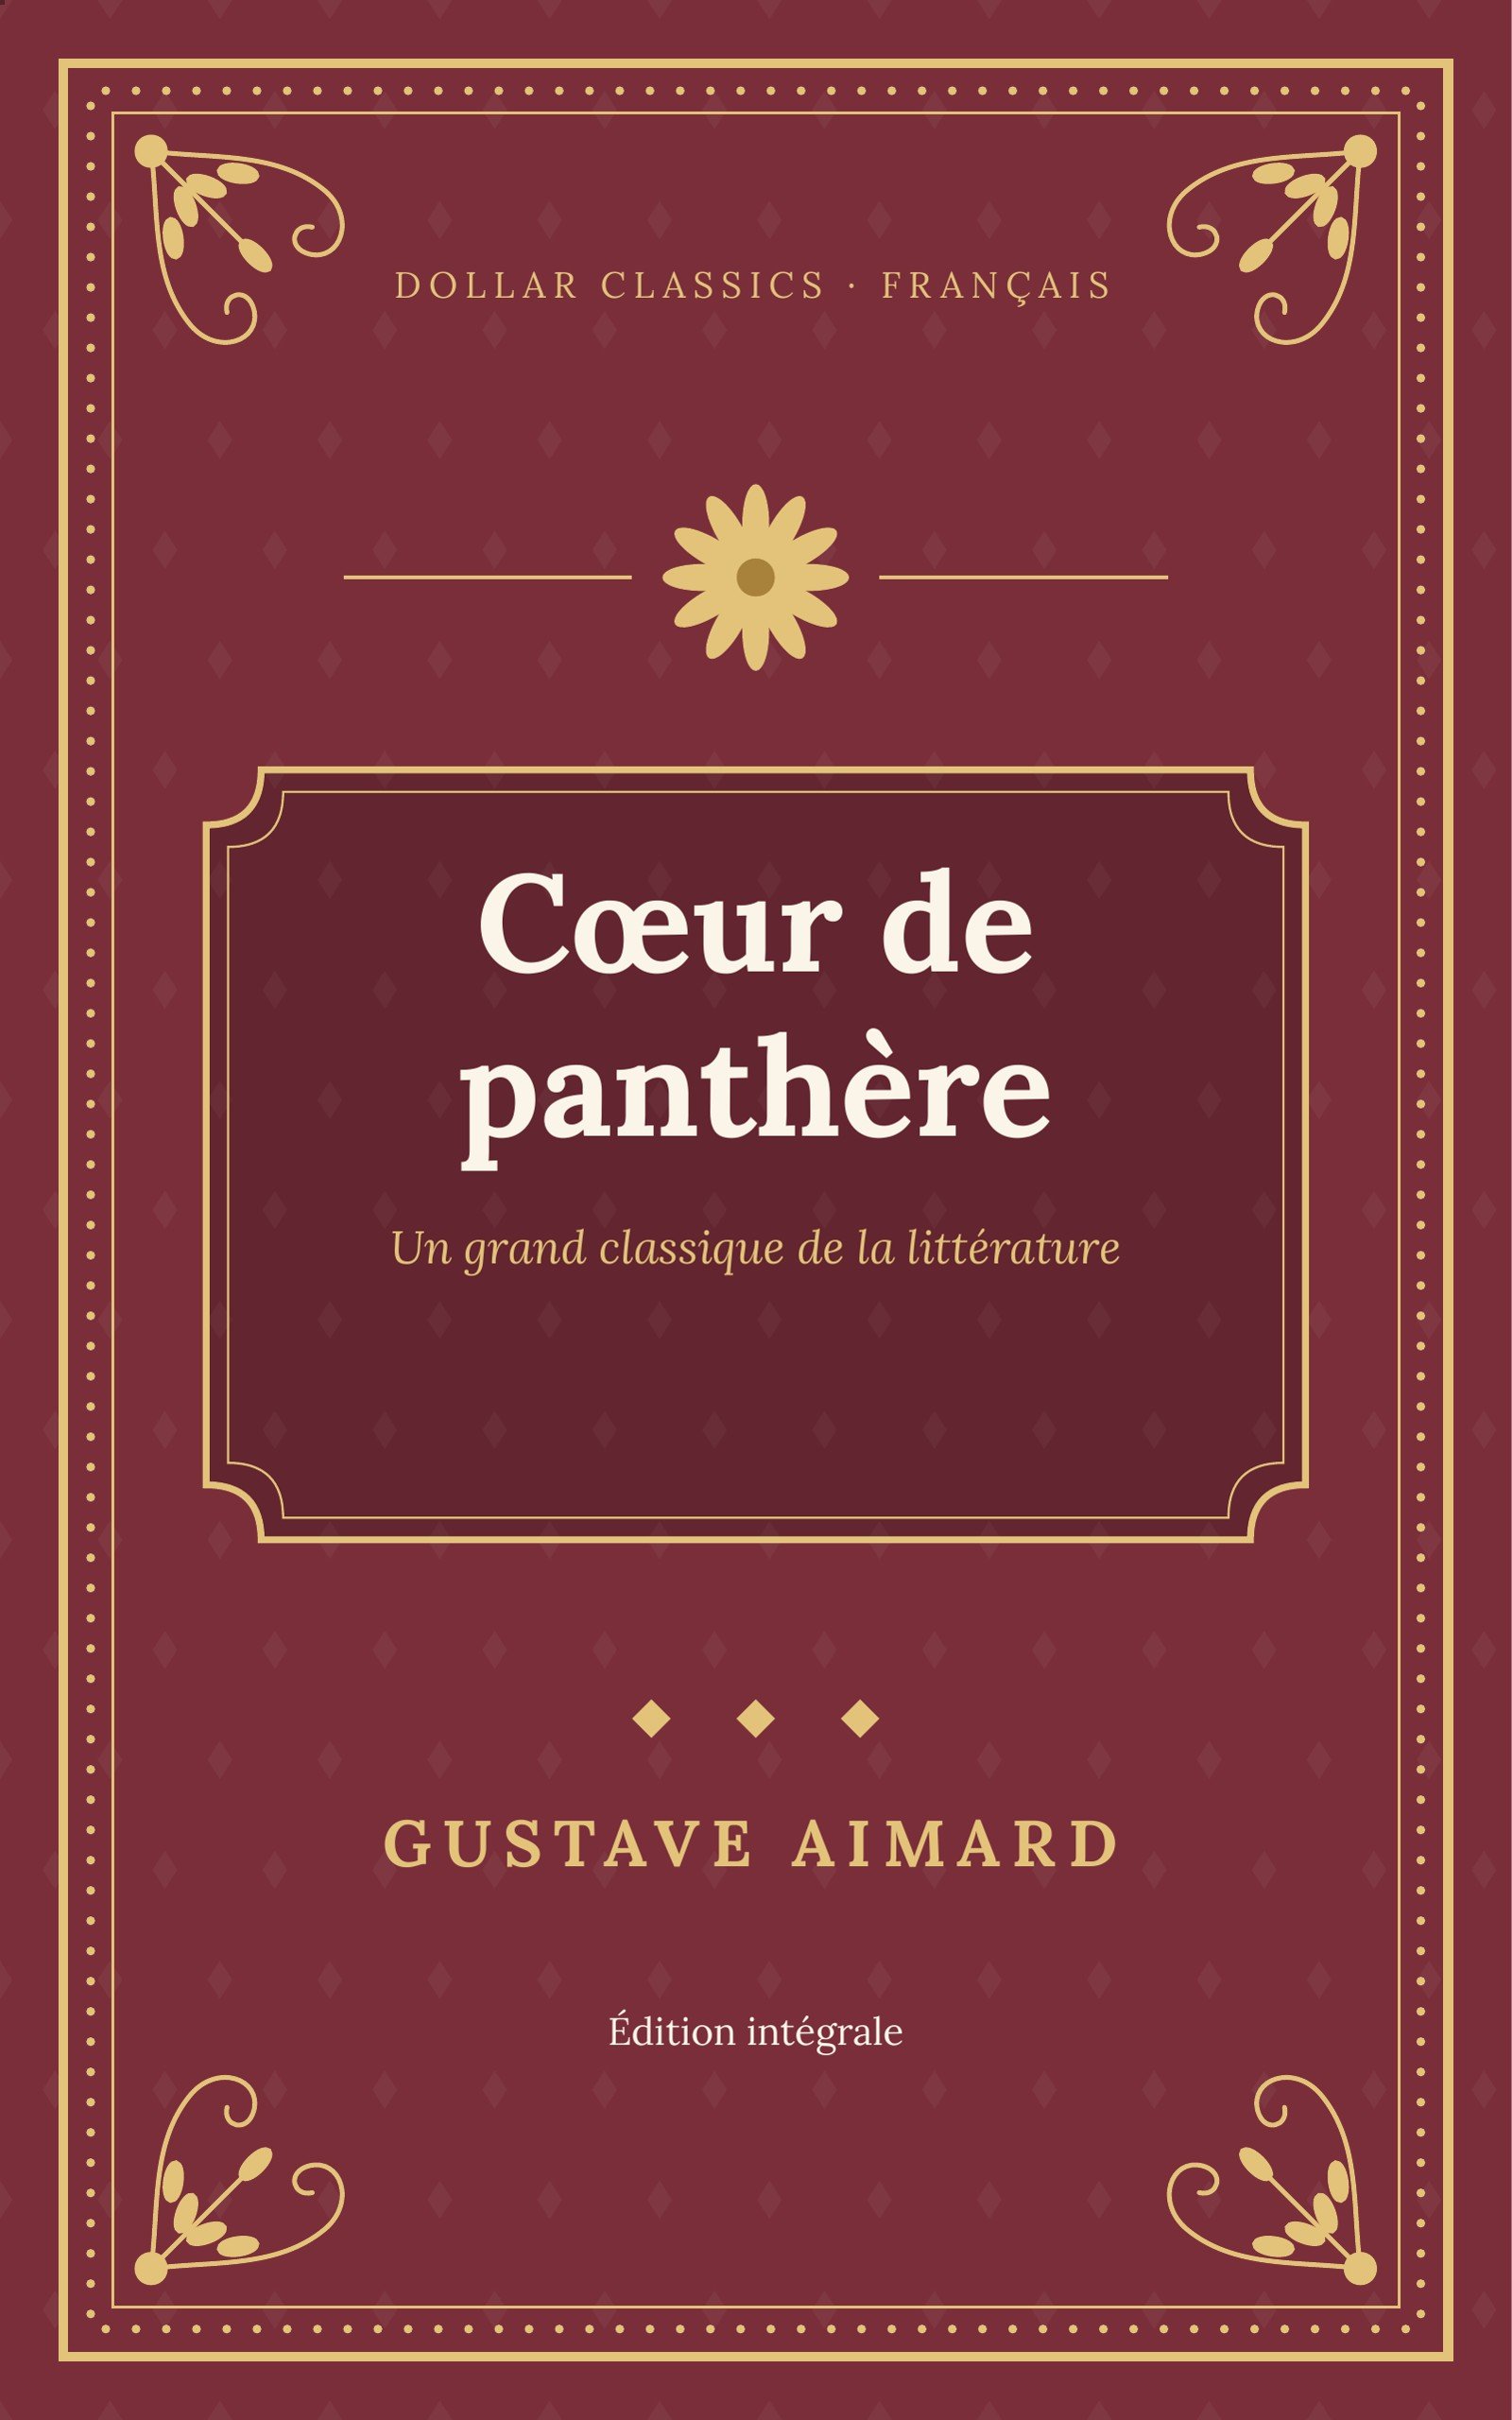 DOLLAR CLASSICS · FRANÇAIS
Cœur de
panthère
Un grand classique de la littérature
GUSTAVE AIMARD
Édition intégrale